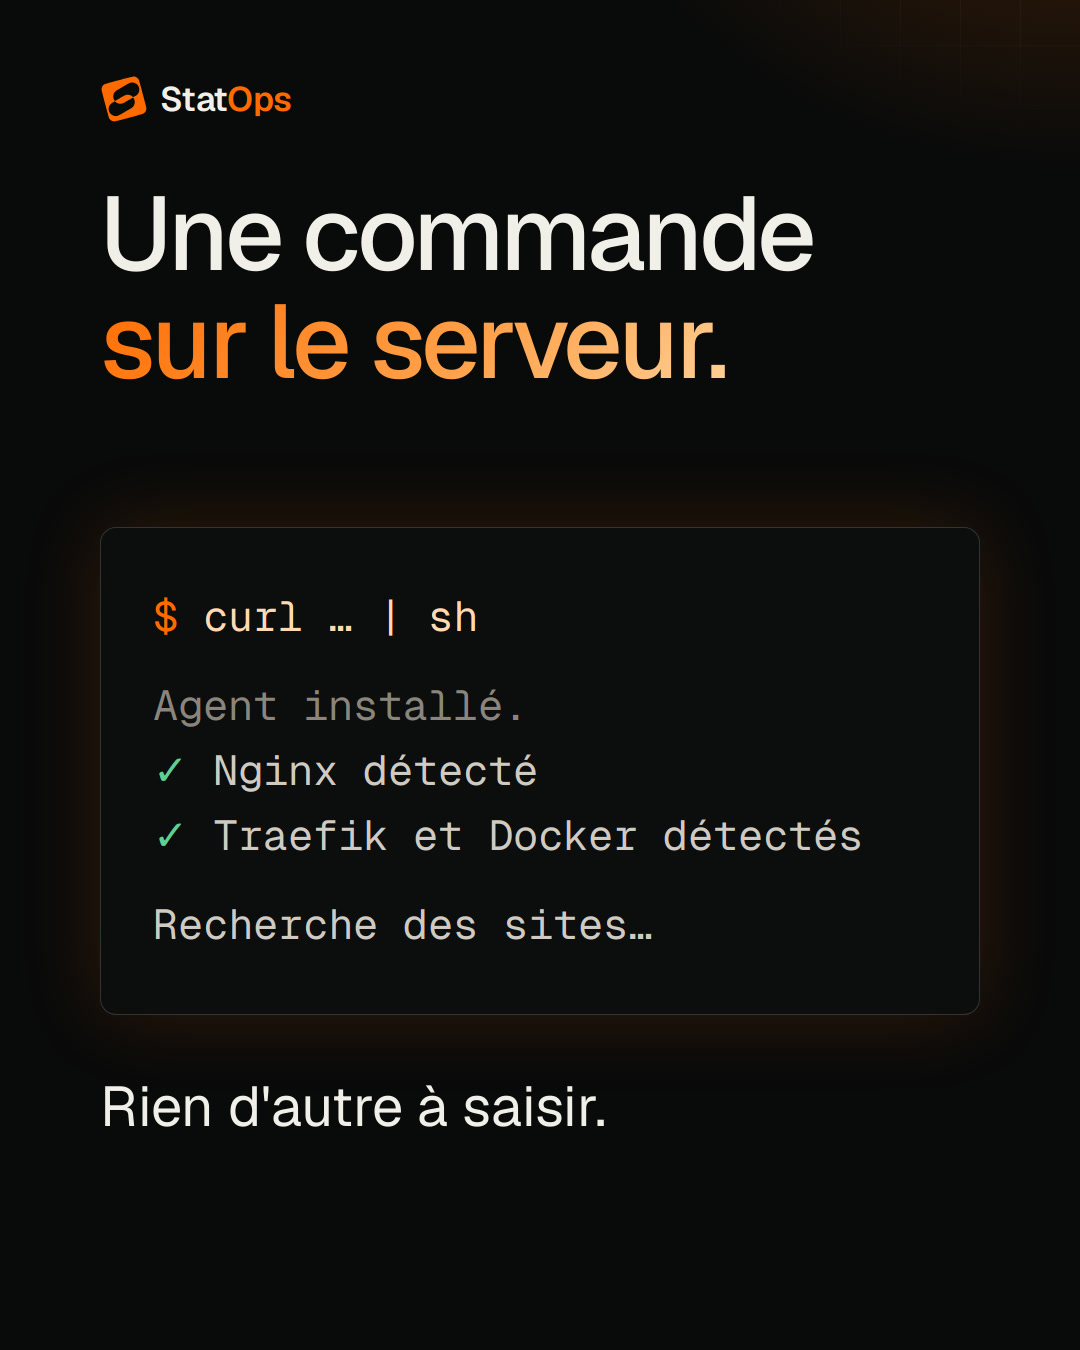 StatOps
Une commande
sur le serveur.
$ curl … | sh
Agent installé.
✓ Nginx détecté
✓ Traefik et Docker détectés
Recherche des sites…
Rien d'autre à saisir.